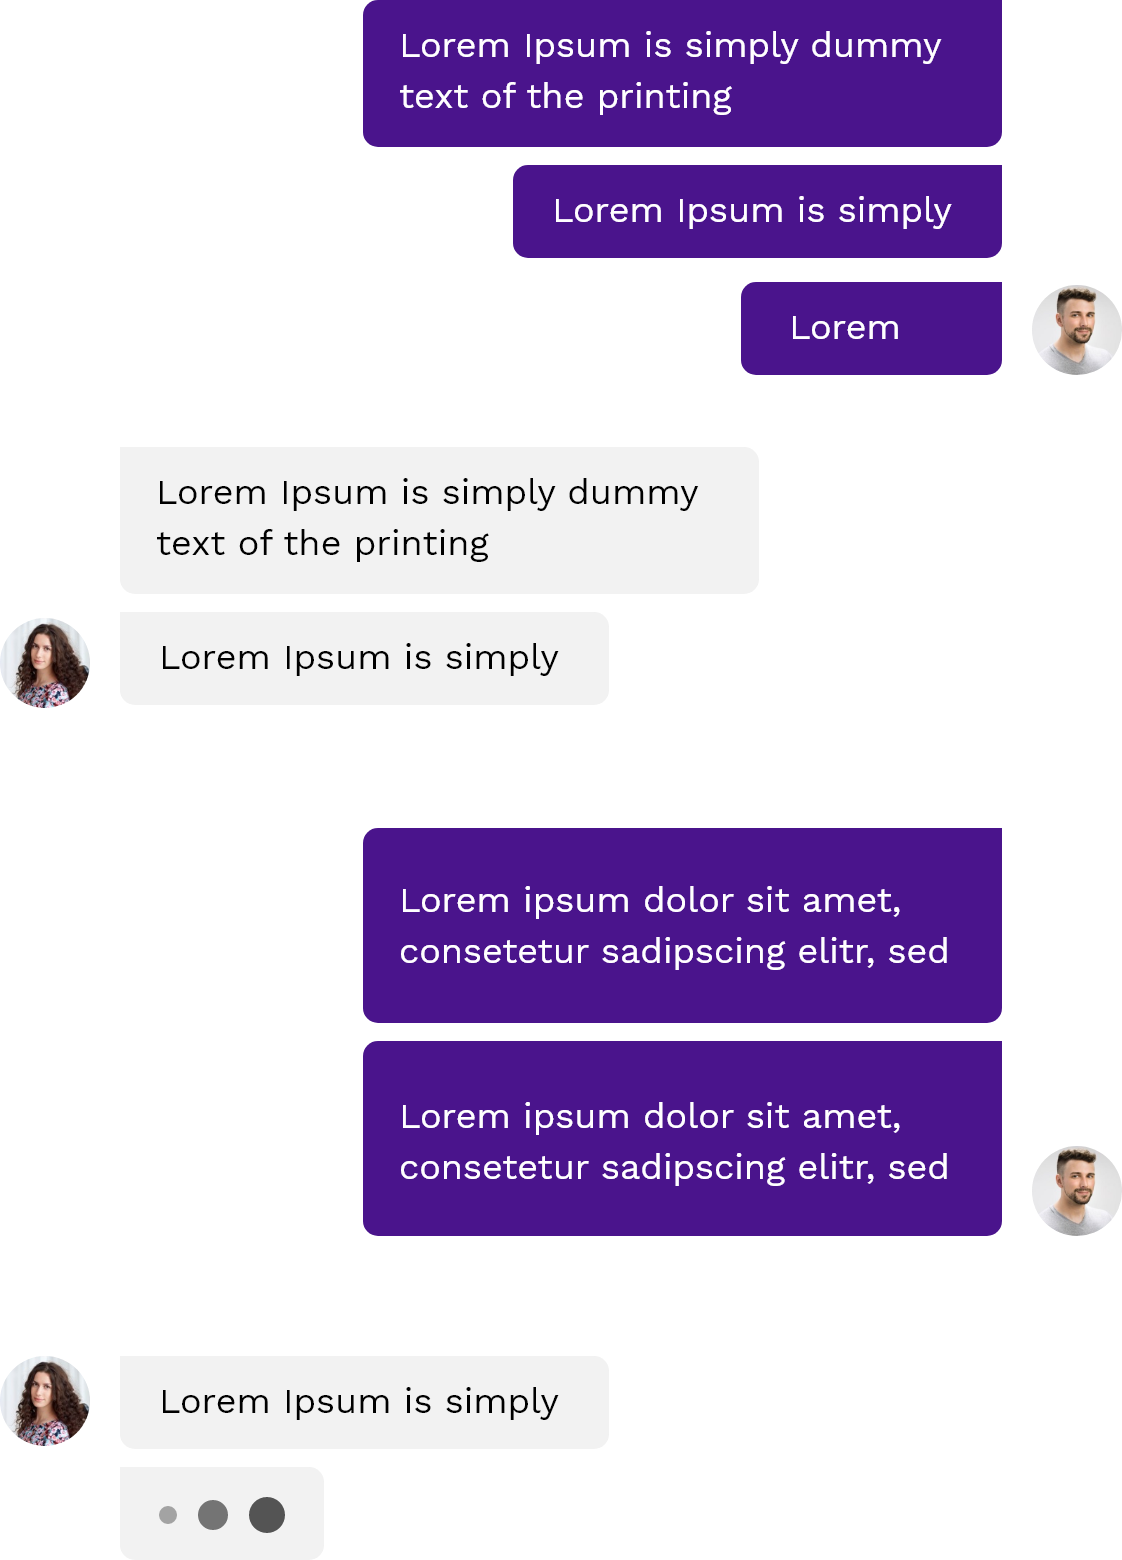 Lorem Ipsum is simply dummy
text of the printing
Lorem Ipsum is simply
Lorem
Lorem Ipsum is simply dummy
text of the printing
Lorem Ipsum is simply
Lorem ipsum dolor sit amet,
consetetur sadipscing elitr, sed
Lorem ipsum dolor sit amet,
consetetur sadipscing elitr, sed
Lorem Ipsum is simply